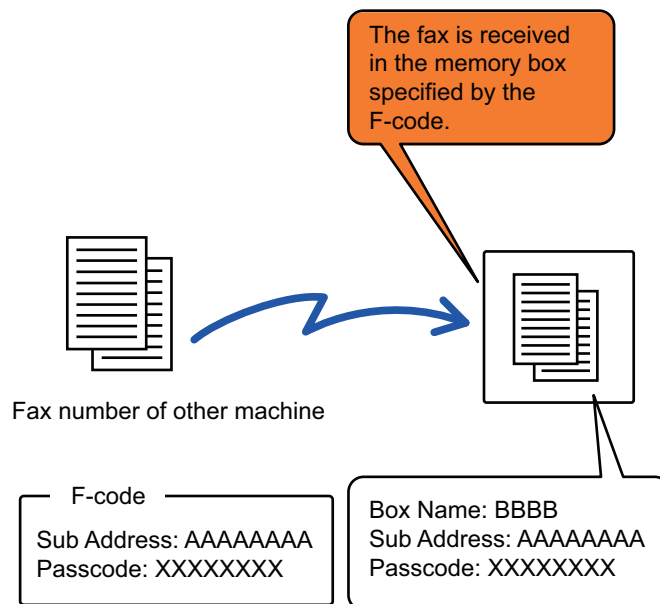 The fax is received
in the memory box
specified by the
F-code.
Fax number of other machine
F-code
Sub Address: AAAAAAAA
Passcode: XXXXXXXX
Box Name: BBBB
Sub Address: AAAAAAAA
Passcode: XXXXXXXX